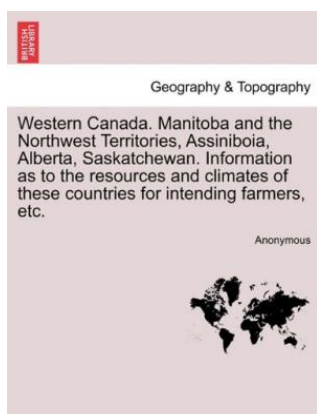 BRITISH
LIBRARY
Geography & Topography
Western Canada. Manitoba and the
Northwest Territories, Assiniboia,
Alberta, Saskatchewan. Information
as to the resources and climates of
these countries for intending farmers,
etc.
Anonymous